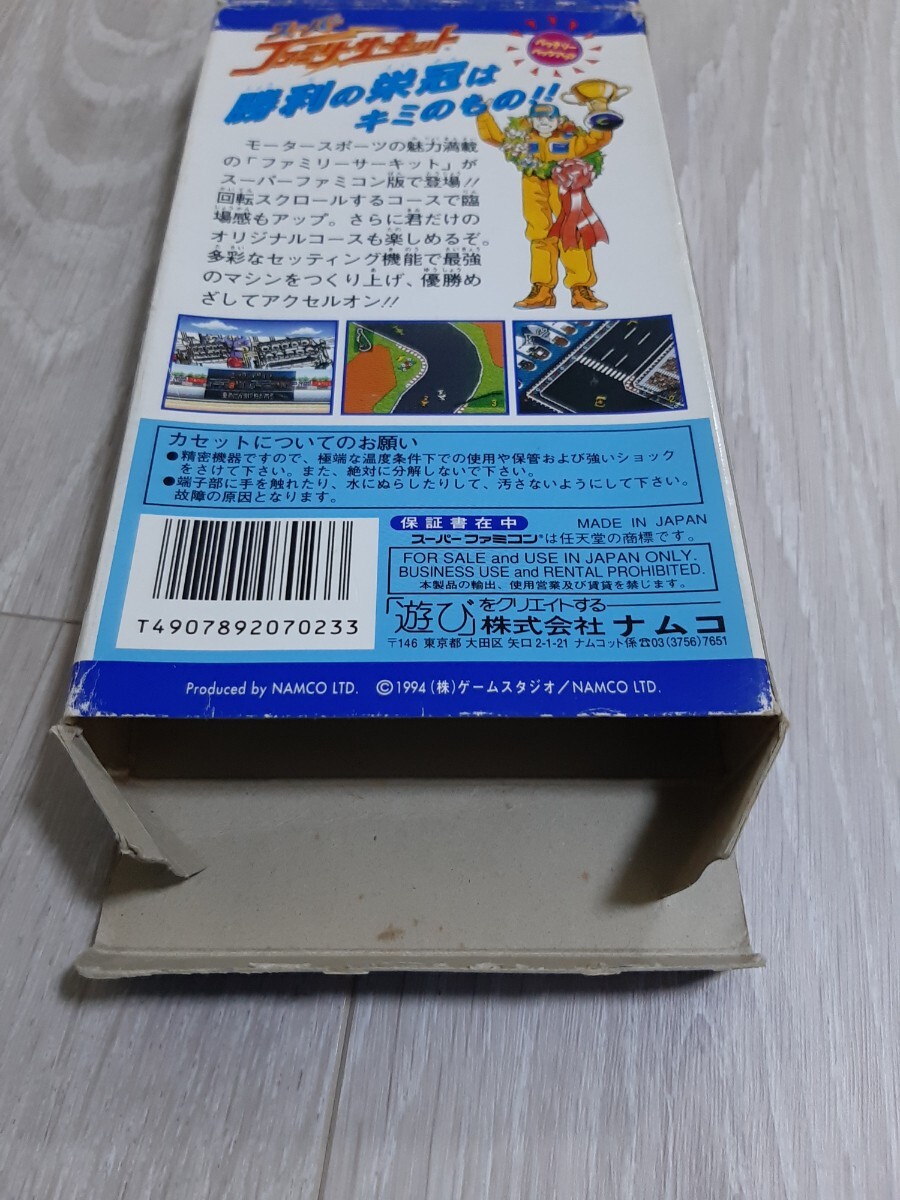 スーパー
ファミリーサーキット
バッテリー
バックアップ
勝利の栄冠は
キミのもの!!
モータースポーツの魅力満載
の「ファミリーサーキット」が
スーパーファミコン版で登場!!
回転スクロールするコースで臨
場感もアップ。さらに君だけの
オリジナルコースも楽しめるぞ。
多彩なセッティング機能で最強
のマシンをつくり上げ、優勝め
ざしてアクセルオン!!
カセットについてのお願い
●精密機器ですので、極端な温度条件下での使用や保管および強いショック
をさけて下さい。また、絶対に分解しないで下さい。
●端子部に手を触れたり、水にぬらしたりして、汚さないようにして下さい。
故障の原因となります。
保証書在中
MADE IN JAPAN
スーパーファミコン®は任天堂の商標です。
FOR SALE and USE IN JAPAN ONLY.
BUSINESS USE and RENTAL PROHIBITED.
本製品の輸出、使用営業及び賃貸を禁じます。
「遊び」をクリエイトする
株式会社 ナムコ
〒146 東京都 大田区 矢口 2-1-21 ナムコット係 ☎03(3756)7651
T4907892070233
Produced by NAMCO LTD. ©1994 (株)ゲームスタジオ/NAMCO LTD.